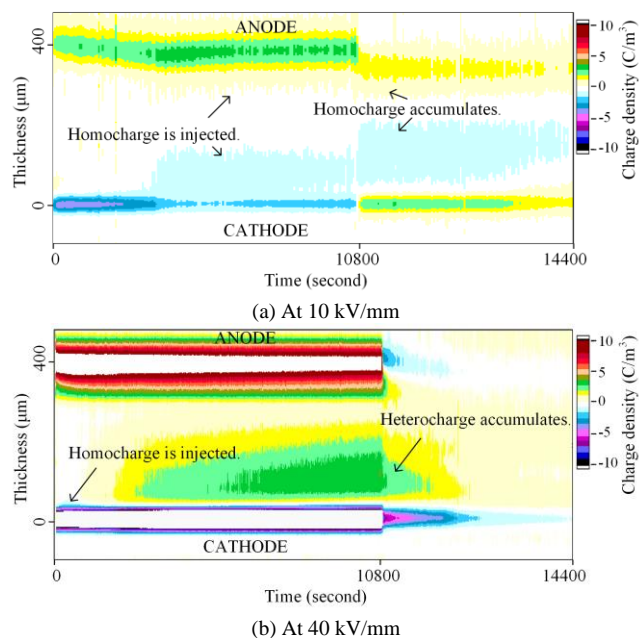 ANODE
400
10
5
0
-5
-10
Charge density (C/m³)
Thickness (μm)
Homocharge accumulates.
Homocharge is injected.
0
CATHODE
0
10800
14400
Time (second)
(a) At 10 kV/mm
ANODE
400
10
5
0
-5
-10
Charge density (C/m³)
Thickness (μm)
Heterocharge accumulates.
Homocharge is injected.
0
CATHODE
0
10800
14400
Time (second)
(b) At 40 kV/mm